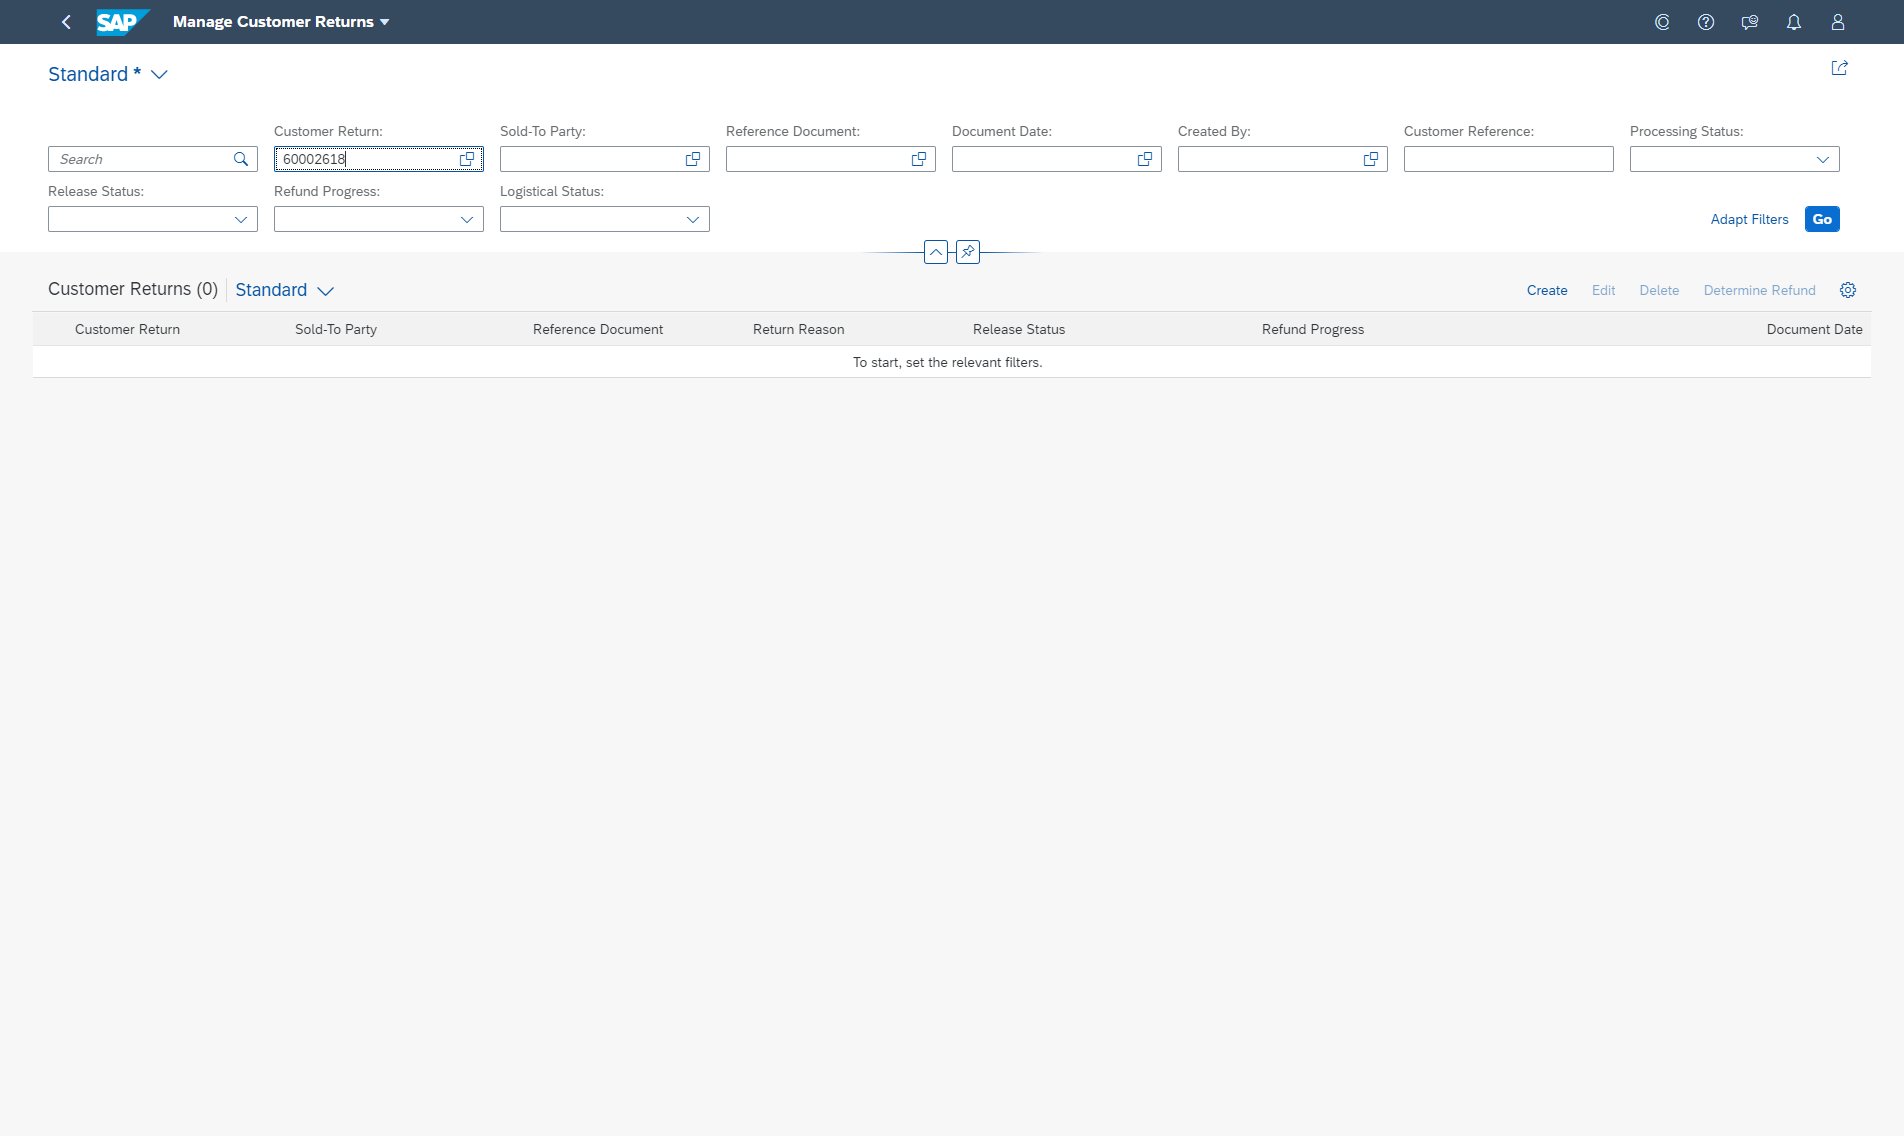 SAP Manage Customer Returns
Standard *
Customer Return: Sold-To Party: Reference Document: Document Date: Created By: Customer Reference: Processing Status:
Search 60002618
Release Status: Refund Progress: Logistical Status:
Adapt Filters Go
Customer Returns (0) Standard Create Edit Delete Determine Refund
Customer Return Sold-To Party Reference Document Return Reason Release Status Refund Progress Document Date
To start, set the relevant filters.